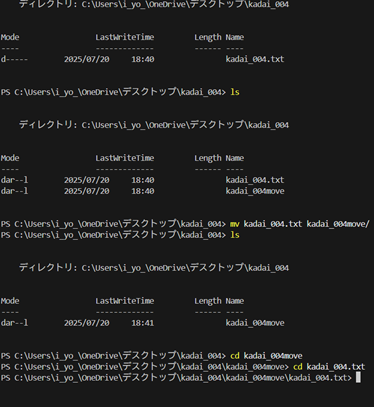 ディレクトリ: C:\Users\i_yo_\OneDrive\デスクトップ\kadai_004
Mode LastWriteTime Length Name
---- ------------- ------ ----
d----- 2025/07/20 18:40 kadai_004.txt
PS C:\Users\i_yo_\OneDrive\デスクトップ\kadai_004> ls
ディレクトリ: C:\Users\i_yo_\OneDrive\デスクトップ\kadai_004
Mode LastWriteTime Length Name
---- ------------- ------ ----
dar--l 2025/07/20 18:40 kadai_004.txt
dar--l 2025/07/20 18:40 kadai_004move
PS C:\Users\i_yo_\OneDrive\デスクトップ\kadai_004> mv kadai_004.txt kadai_004move/
PS C:\Users\i_yo_\OneDrive\デスクトップ\kadai_004> ls
ディレクトリ: C:\Users\i_yo_\OneDrive\デスクトップ\kadai_004
Mode LastWriteTime Length Name
---- ------------- ------ ----
dar--l 2025/07/20 18:41 kadai_004move
PS C:\Users\i_yo_\OneDrive\デスクトップ\kadai_004> cd kadai_004move
PS C:\Users\i_yo_\OneDrive\デスクトップ\kadai_004\kadai_004move> cd kadai_004.txt
PS C:\Users\i_yo_\OneDrive\デスクトップ\kadai_004\kadai_004move\kadai_004.txt>